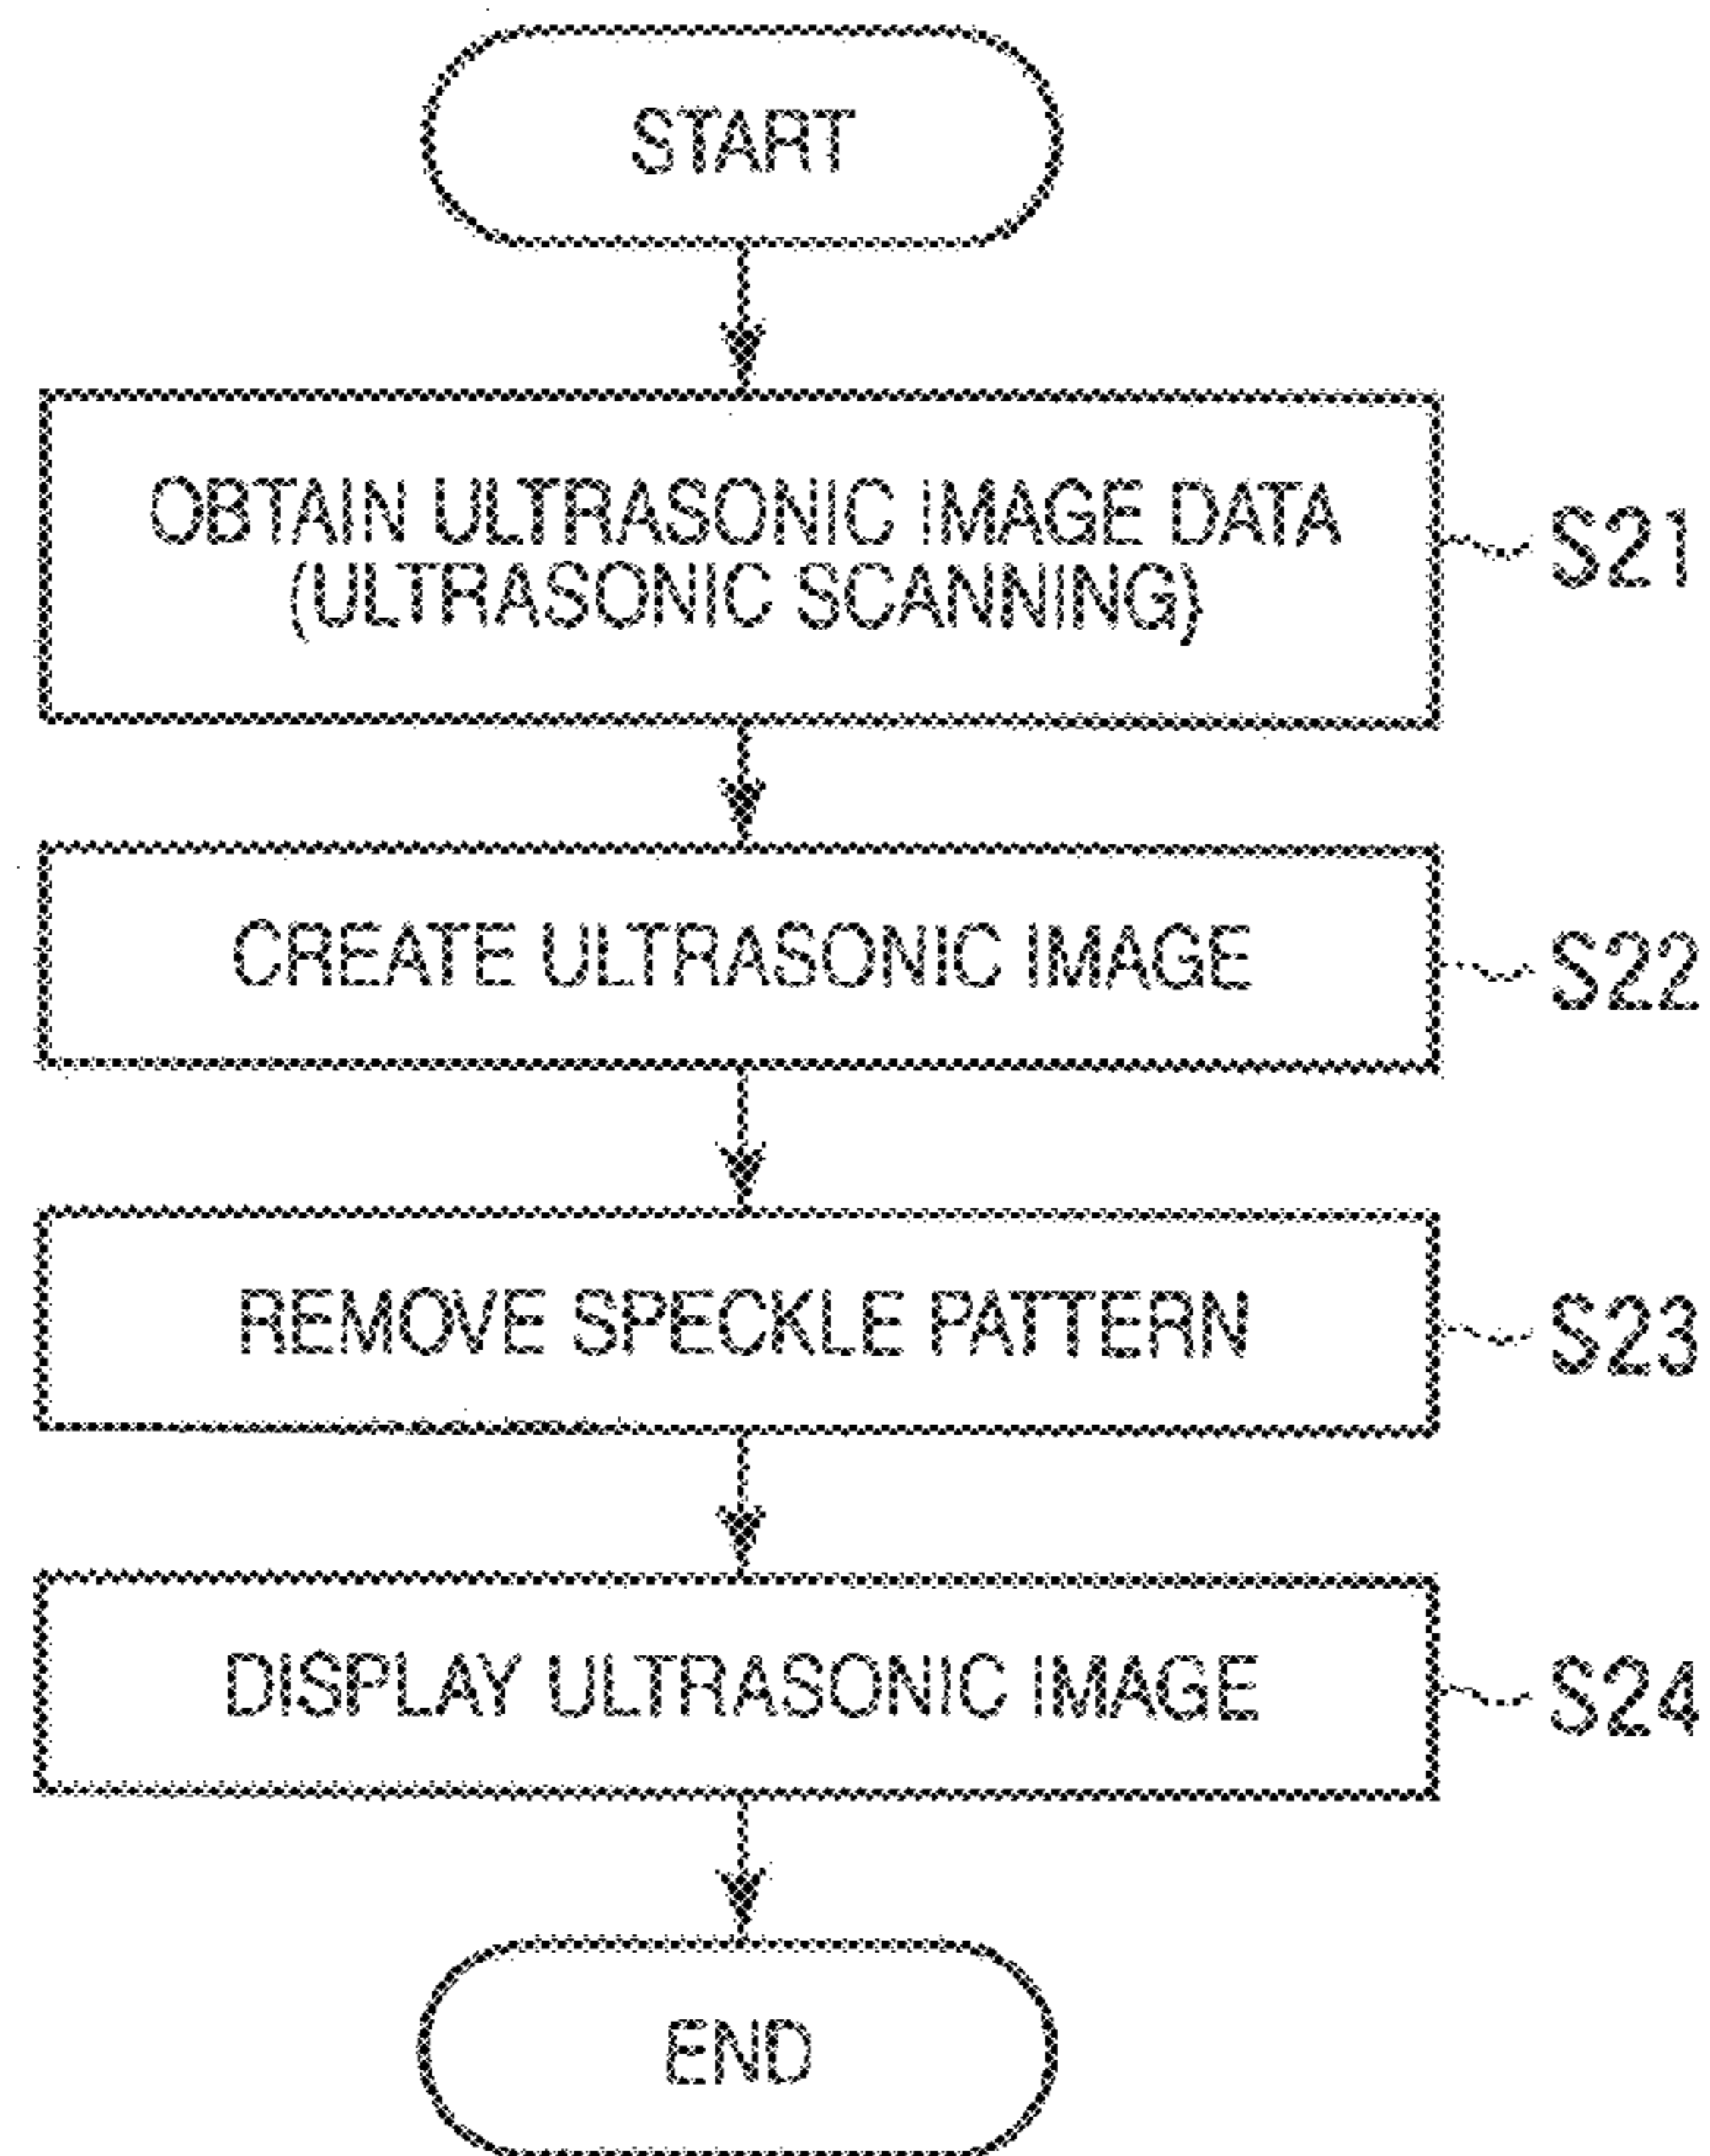 START
OBTAIN ULTRASONIC IMAGE DATA
(ULTRASONIC SCANNING)
S21
CREATE ULTRASONIC IMAGE
S22
REMOVE SPECKLE PATTERN
S23
DISPLAY ULTRASONIC IMAGE
S24
END